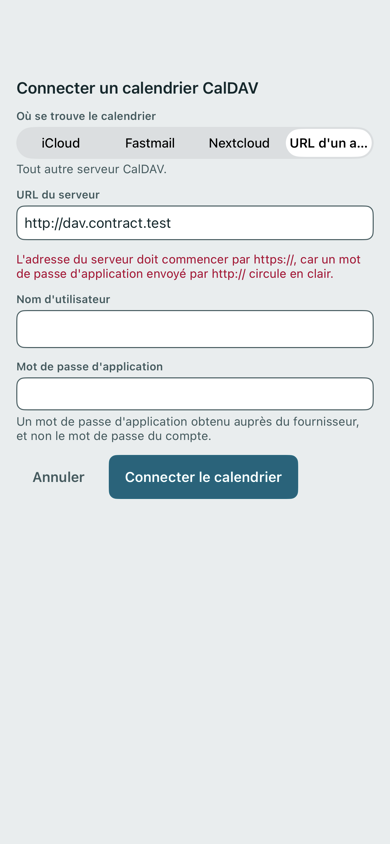 Connecter un calendrier CalDAV
Où se trouve le calendrier
iCloud
Fastmail
Nextcloud
URL d'un a...
Tout autre serveur CalDAV.
URL du serveur
http://dav.contract.test
L'adresse du serveur doit commencer par https://, car un mot
de passe d'application envoyé par http:// circule en clair.
Nom d'utilisateur
Mot de passe d'application
Un mot de passe d'application obtenu auprès du fournisseur,
et non le mot de passe du compte.
Annuler
Connecter le calendrier